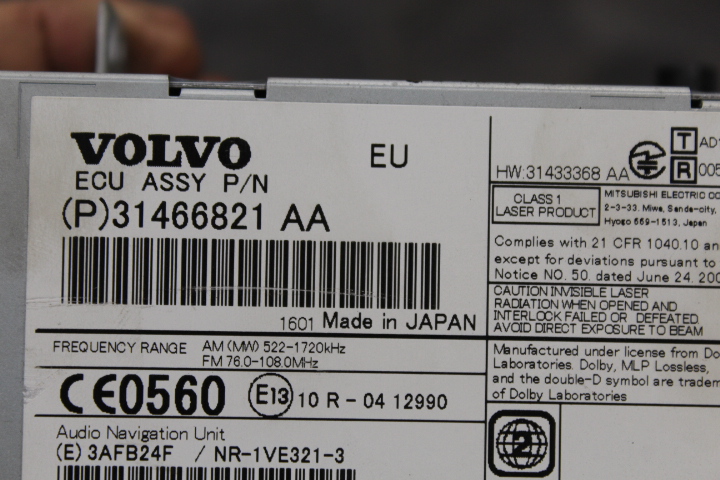 VOLVO EU
ECU ASSY P/N
(P)31466821 AA
1601 Made in JAPAN
FREQUENCY RANGE AM (MW) 522-1720kHz
FM 76.0-108.0MHz
CE0560 E13 10 R - 04 12990
Audio Navigation Unit
(E) 3AFB24F / NR-1VE321-3
HW:31433368 AA
T
R 005
CLASS 1
LASER PRODUCT
MITSUBISHI ELECTRIC
2-3-33, Miwa, Sanda-city,
Hyogo 669-1513, Japan
Complies with 21 CFR 1040.10
except for deviations pursuant to
Notice NO. 50, dated June 24,
CAUTION INVISIBLE LASER
RADIATION WHEN OPENED AND
INTERLOCK FAILED OR DEFEATED.
AVOID DIRECT EXPOSURE TO BEAM
Manufactured under license from
Laboratories. Dolby, MLP Lossless,
and the double-D symbol are
of Dolby Laboratories
2